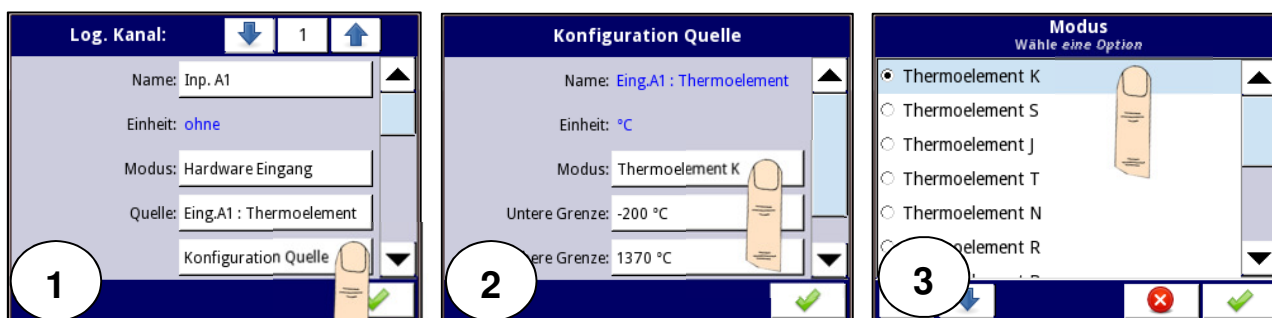 Log. Kanal: 1
Name: Inp. A1
Einheit: ohne
Modus: Hardware Eingang
Quelle: Eing.A1 : Thermoelement
Konfiguration Quelle
1
Konfiguration Quelle
Name: Eing.A1 : Thermoelement
Einheit: °C
Modus: Thermoelement K
Untere Grenze: -200 °C
ere Grenze: 1370 °C
2
Modus
Wähle eine Option
Thermoelement K
Thermoelement S
Thermoelement J
Thermoelement T
Thermoelement N
oelement R
3